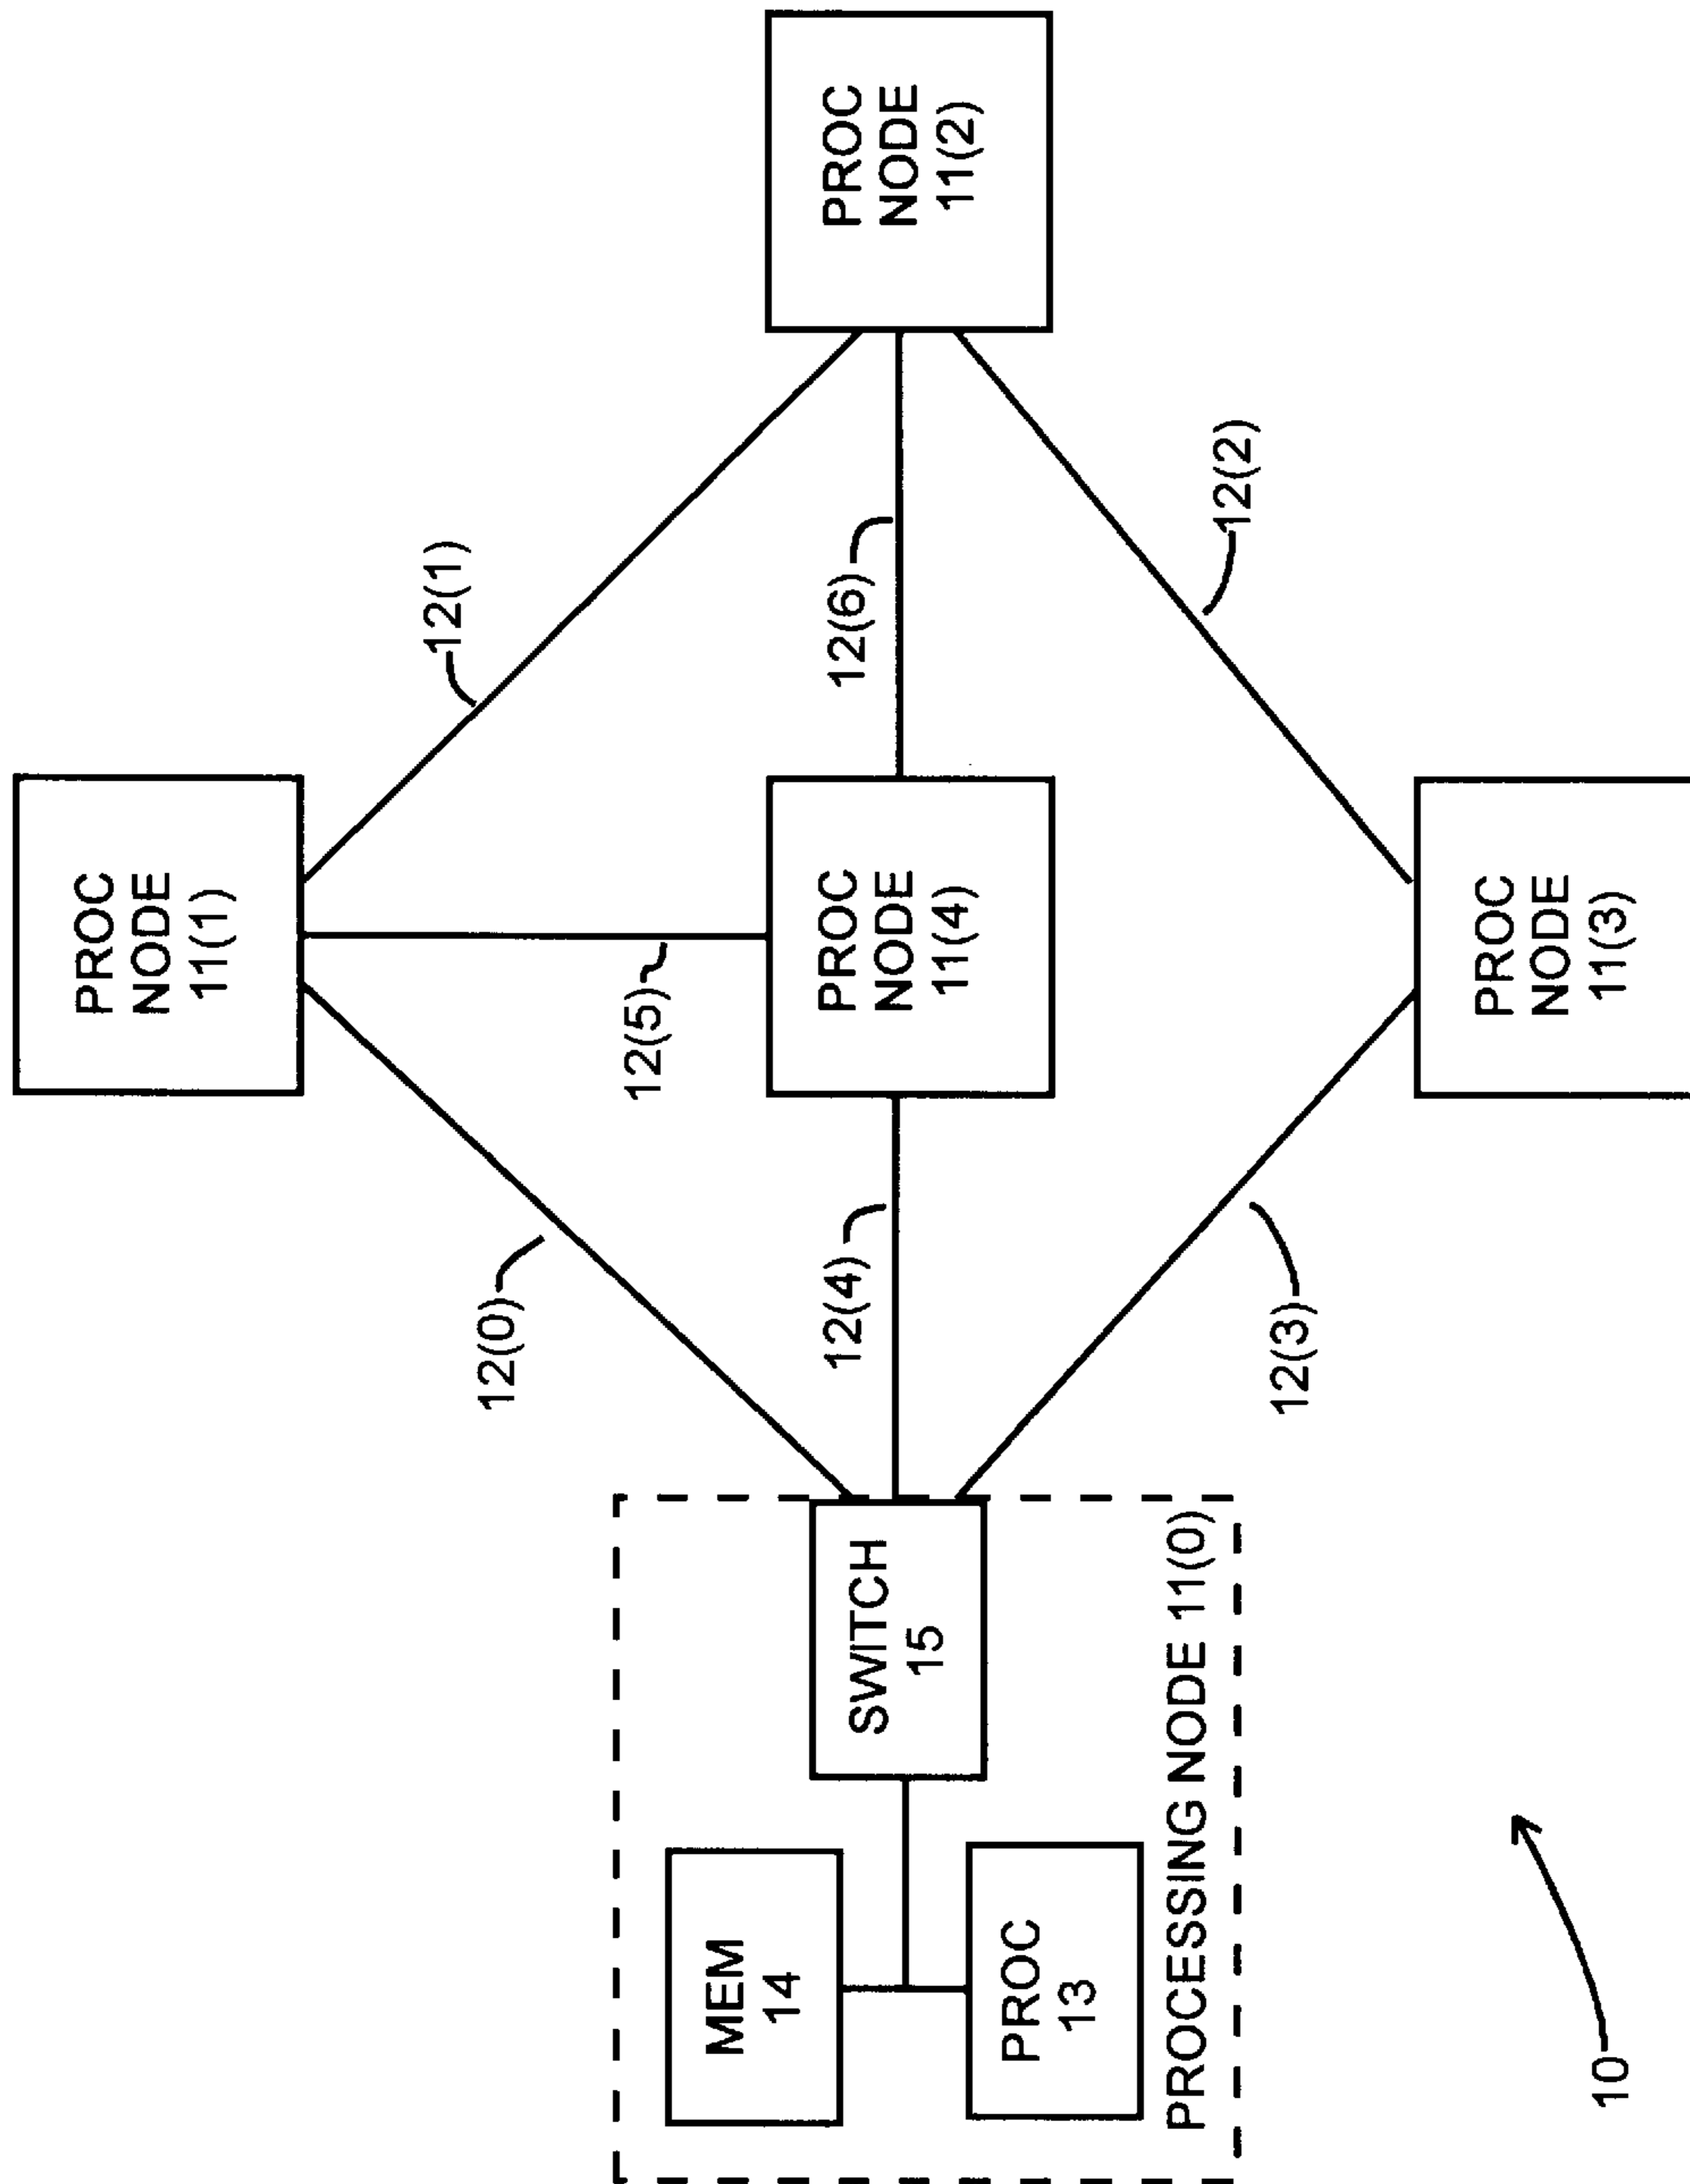 PROC
NODE
11(1)
12(0)
12(1)
12(5)
MEM
14
SWITCH
15
12(4)
PROC
NODE
11(4)
12(6)
PROC
NODE
11(2)
PROC
13
PROCESSING NODE 11(0)
12(3)
12(2)
PROC
NODE
11(3)
10